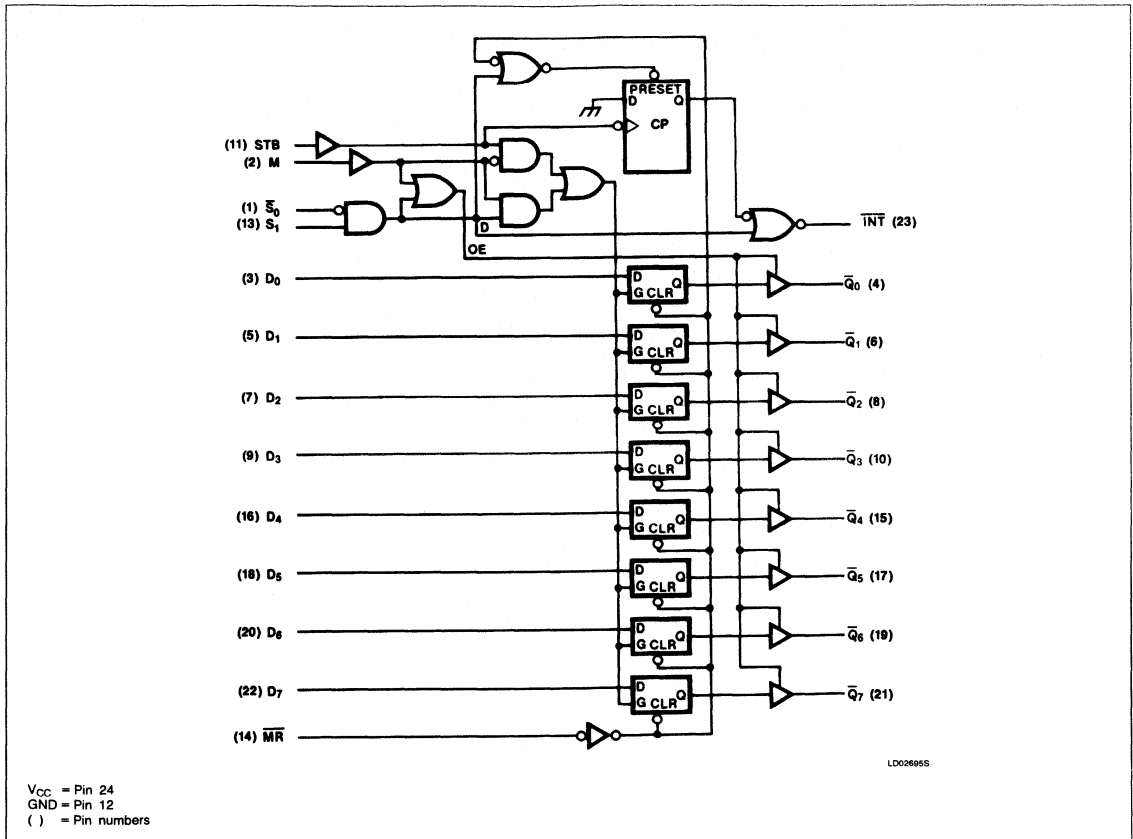 PRESET
D Q
CP
(11) STB
(2) M
(1) S̅₀
(13) S₁
D
OE
I̅N̅T̅ (23)
(3) D₀
D Q
G CLR
Q̅₀ (4)
(5) D₁
D Q
G CLR
Q̅₁ (6)
(7) D₂
D Q
G CLR
Q̅₂ (8)
(9) D₃
D Q
G CLR
Q̅₃ (10)
(16) D₄
D Q
G CLR
Q̅₄ (15)
(18) D₅
D Q
G CLR
Q̅₅ (17)
(20) D₆
D Q
G CLR
Q̅₆ (19)
(22) D₇
D Q
G CLR
Q̅₇ (21)
(14) M̅R̅
LD02695S
V_CC = Pin 24
GND = Pin 12
( ) = Pin numbers